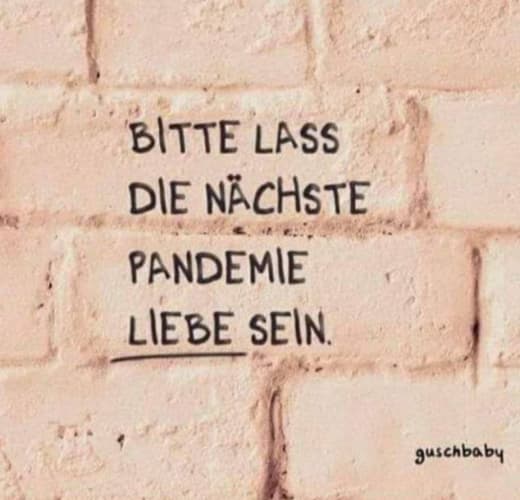 BITTE LASS
DIE NÄCHSTE
PANDEMIE
LIEBE SEIN.
guschbaby